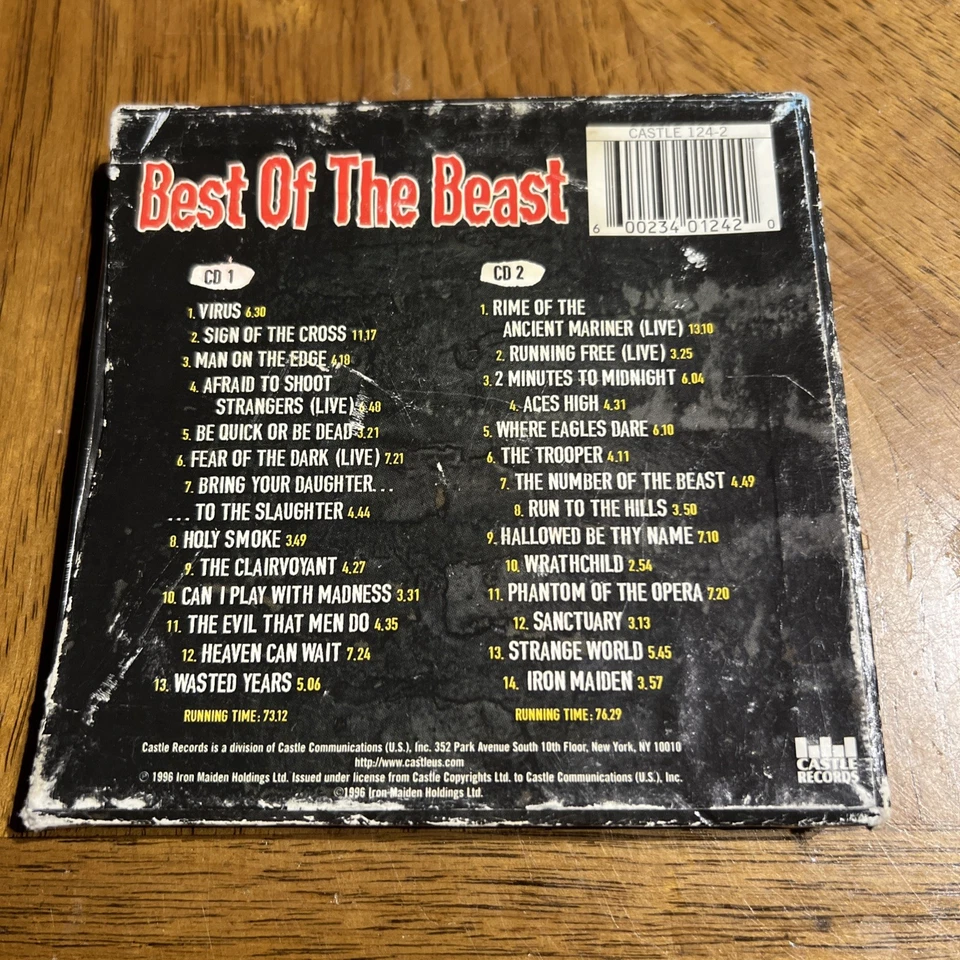 CASTLE 124-2
Best Of The Beast
6 00234 01242 0
CD 1
1. VIRUS 6.30
2. SIGN OF THE CROSS 11.17
3. MAN ON THE EDGE 4.18
4. AFRAID TO SHOOT
STRANGERS (LIVE) 6.48
5. BE QUICK OR BE DEAD 3.21
6. FEAR OF THE DARK (LIVE) 7.21
7. BRING YOUR DAUGHTER...
...TO THE SLAUGHTER 4.44
8. HOLY SMOKE 3.49
9. THE CLAIRVOYANT 4.27
10. CAN I PLAY WITH MADNESS 3.31
11. THE EVIL THAT MEN DO 4.35
12. HEAVEN CAN WAIT 7.24
13. WASTED YEARS 5.06
RUNNING TIME: 73.12
CD 2
1. RIME OF THE
ANCIENT MARINER (LIVE) 13.10
2. RUNNING FREE (LIVE) 3.25
3. 2 MINUTES TO MIDNIGHT 6.04
4. ACES HIGH 4.31
5. WHERE EAGLES DARE 6.10
6. THE TROOPER 4.11
7. THE NUMBER OF THE BEAST 4.49
8. RUN TO THE HILLS 3.50
9. HALLOWED BE THY NAME 7.10
10. WRATHCHILD 2.54
11. PHANTOM OF THE OPERA 7.20
12. SANCTUARY 3.13
13. STRANGE WORLD 5.45
14. IRON MAIDEN 3.57
RUNNING TIME: 76.29
Castle Records is a division of Castle Communications (U.S.), Inc. 352 Park Avenue South 10th Floor, New York, NY 10010
http://www.castleus.com
℗ 1996 Iron Maiden Holdings Ltd. Issued under license from Castle Copyrights Ltd. to Castle Communications (U.S.), Inc.
©1996 Iron Maiden Holdings Ltd.
CASTLE
RECORDS